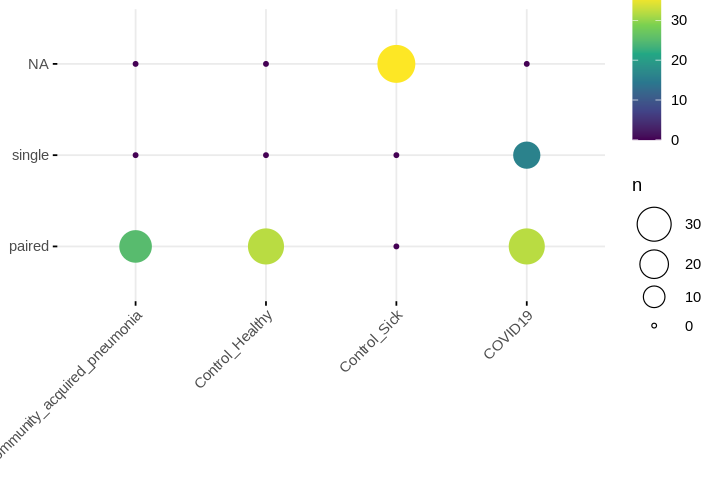 NA
single
paired
ommunity_acquired_pneumonia
Control_Healthy
Control_Sick
COVID19
30
20
10
0
n
30
20
10
0